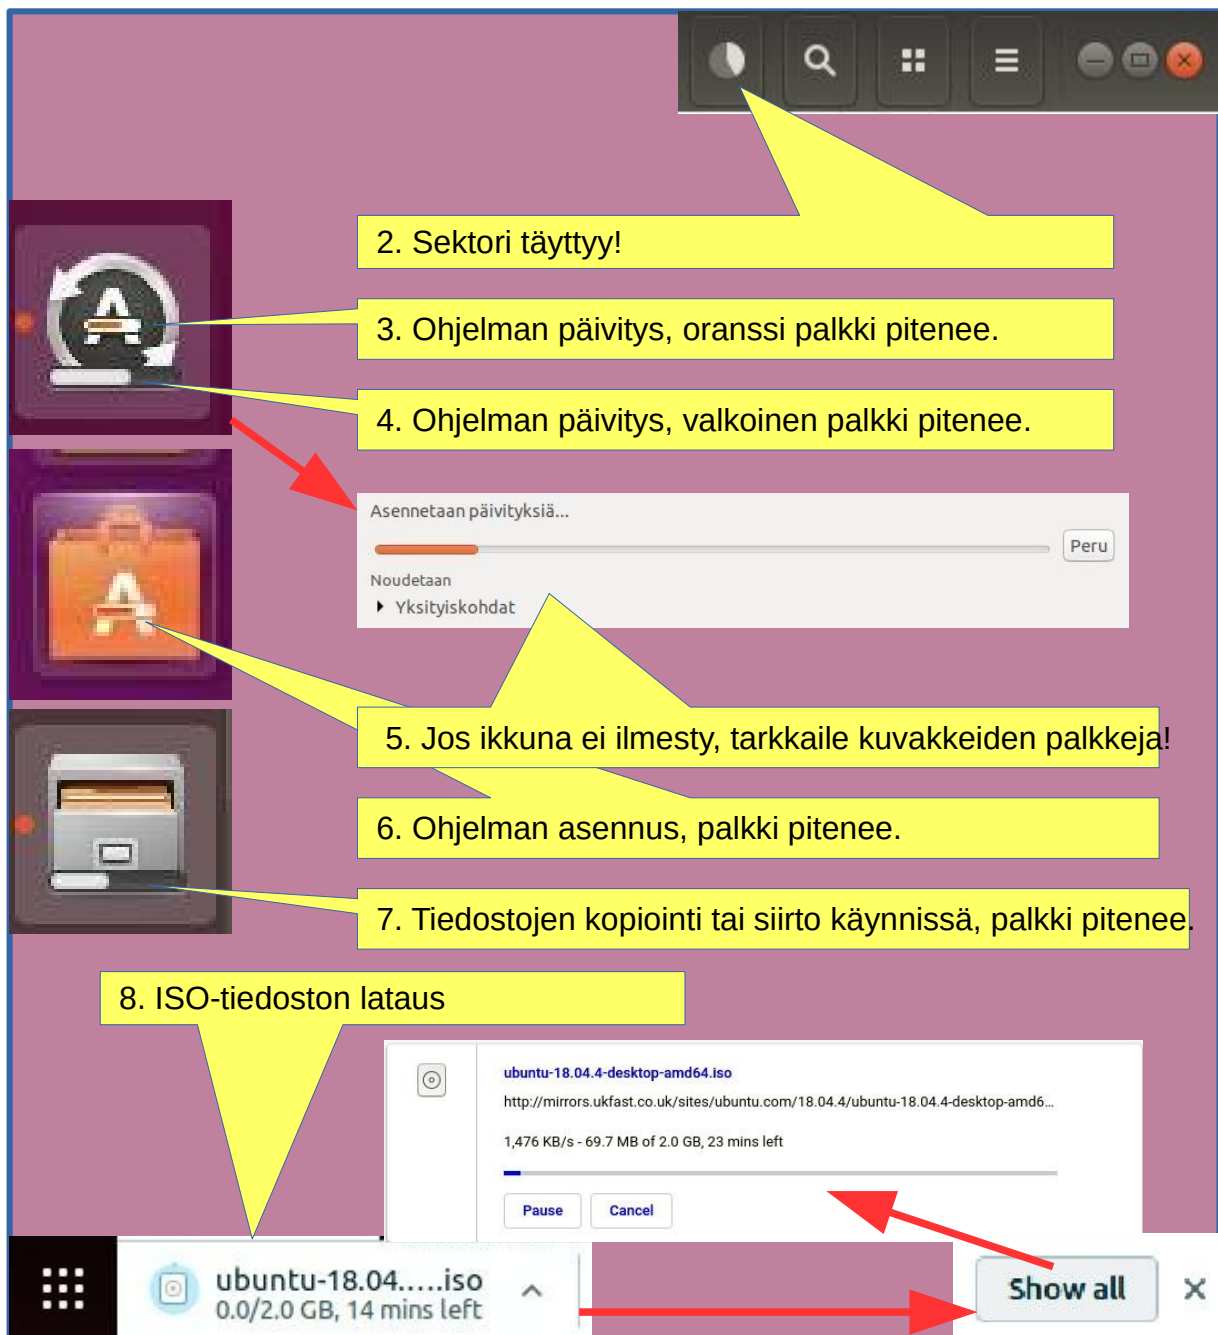 2. Sektori täyttyy!
3. Ohjelman päivitys, oranssi palkki pitenee.
4. Ohjelman päivitys, valkoinen palkki pitenee.
Asennetaan päivityksiä...
Peru
Noudetaan
Yksityiskohdat
5. Jos ikkuna ei ilmesty, tarkkaile kuvakkeiden palkkeja!
6. Ohjelman asennus, palkki pitenee.
7. Tiedostojen kopiointi tai siirto käynnissä, palkki pitenee.
8. ISO-tiedoston lataus
ubuntu-18.04.4-desktop-amd64.iso
http://mirrors.ukfast.co.uk/sites/ubuntu.com/18.04.4/ubuntu-18.04.4-desktop-amd6...
1,476 KB/s - 69.7 MB of 2.0 GB, 23 mins left
Pause Cancel
ubuntu-18.04.....iso
0.0/2.0 GB, 14 mins left
Show all